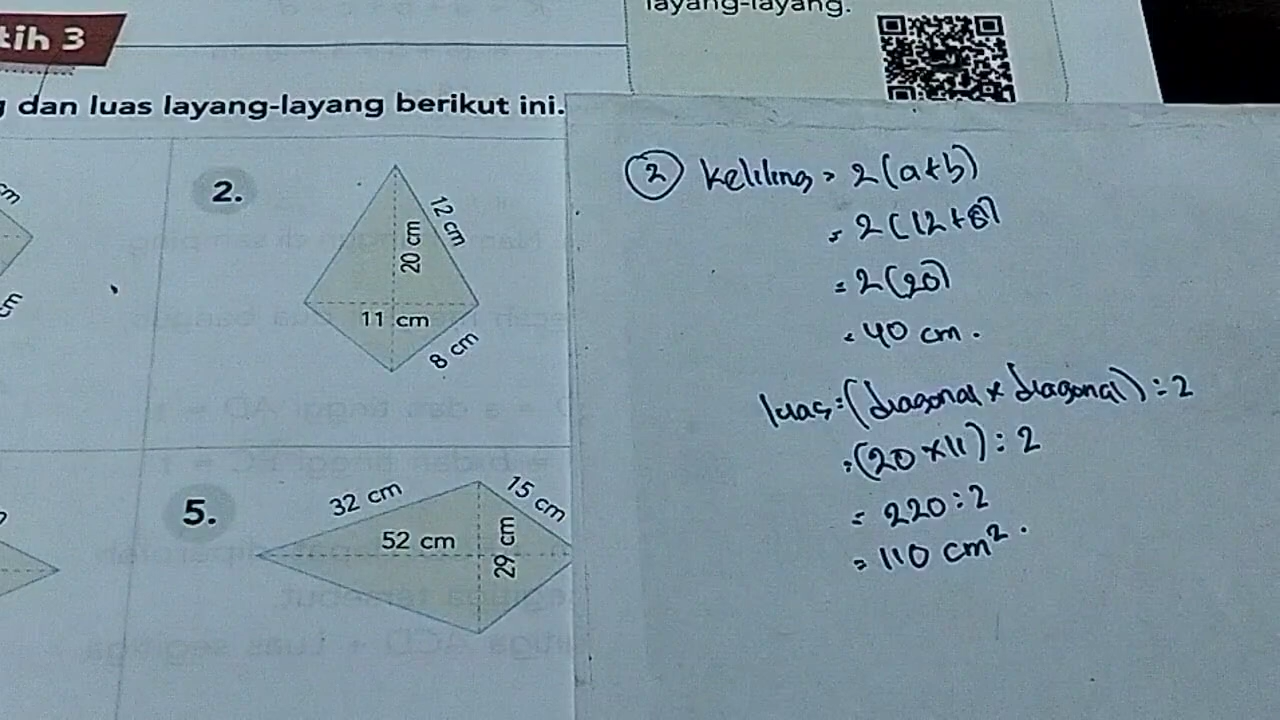 layang-layang.
tih 3
dan luas layang-layang berikut ini.
cm
cm
2.
12 cm
20 cm
11 cm
8 cm
5.
32 cm
15 cm
52 cm
29 cm
2 Keliling = 2(a+b)
= 2(12+8)
= 2(20)
= 40 cm.
luas = (diagonal x diagonal) : 2
= (20 x 11) : 2
= 220 : 2
= 110 cm².